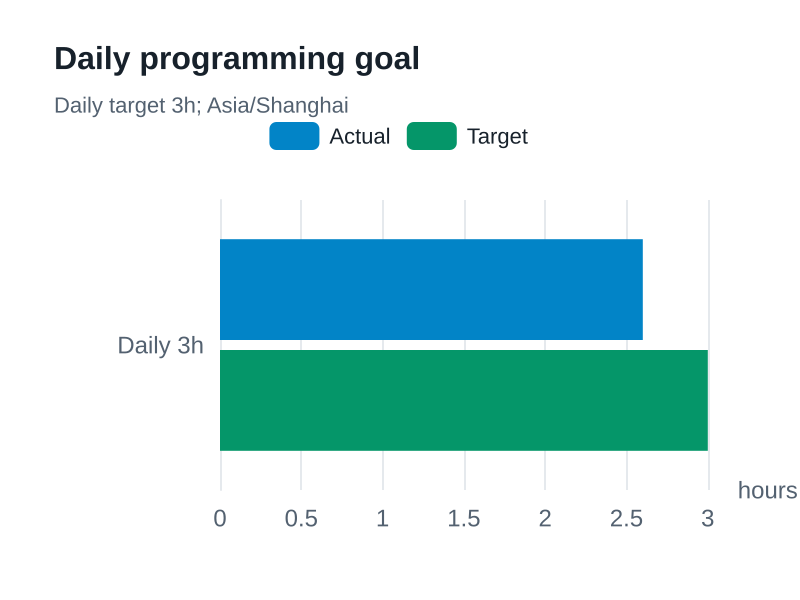 Daily programming goal
Daily target 3h; Asia/Shanghai
Actual Target
Daily 3h
hours
0 0.5 1 1.5 2 2.5 3